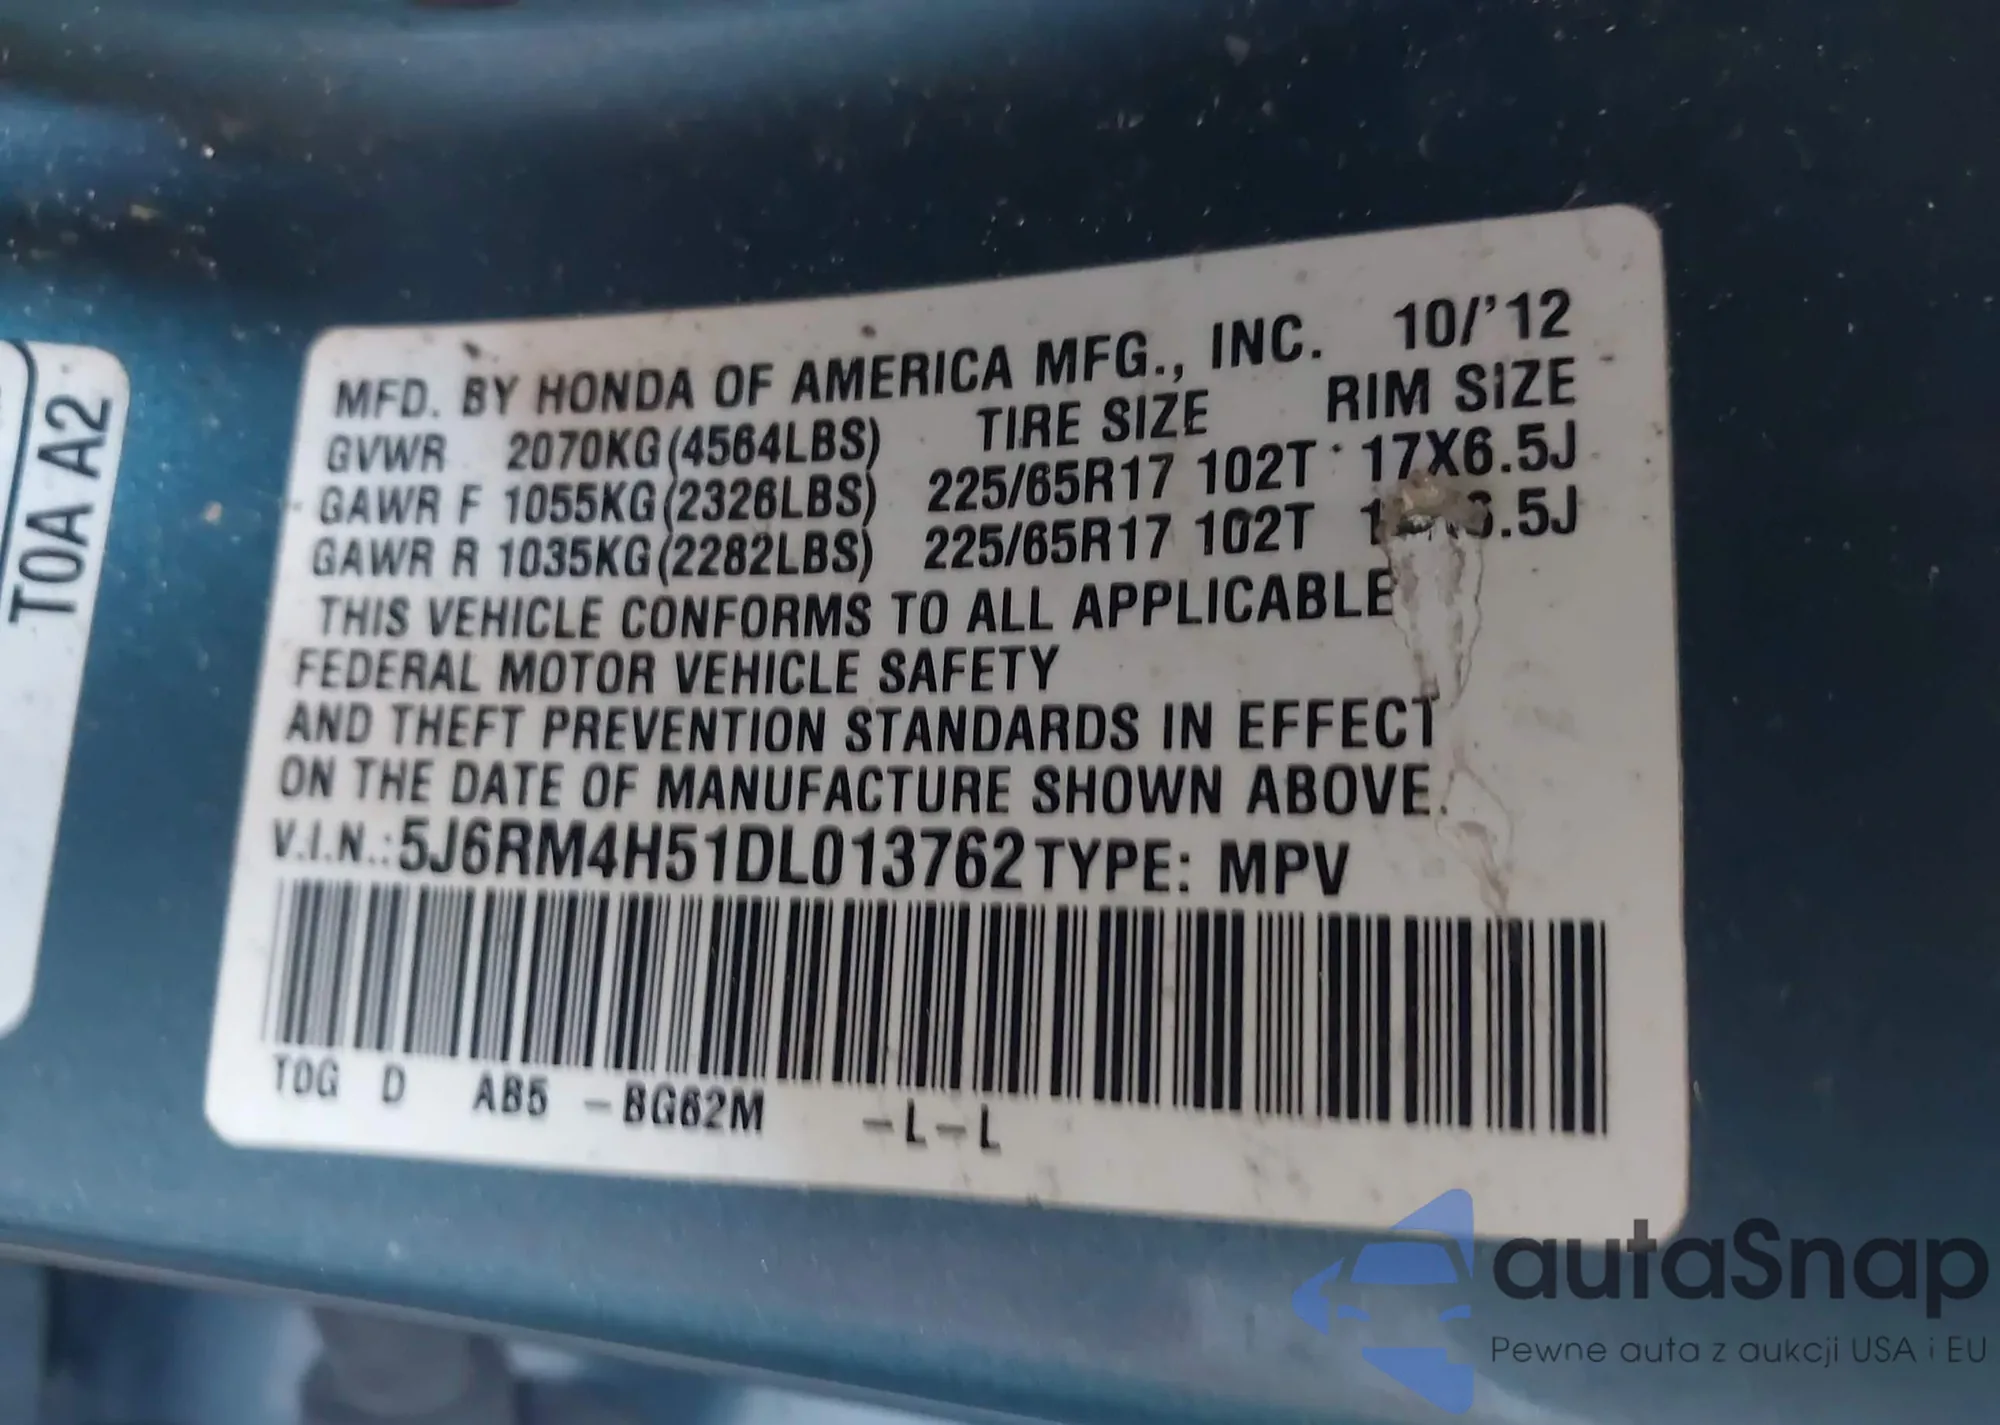 T0A A2
MFD. BY HONDA OF AMERICA MFG., INC. 10/'12
GVWR 2070KG(4564LBS) TIRE SIZE RIM SIZE
GAWR F 1055KG(2326LBS) 225/65R17 102T 17X6.5J
GAWR R 1035KG(2282LBS) 225/65R17 102T
THIS VEHICLE CONFORMS TO ALL APPLICABLE
FEDERAL MOTOR VEHICLE SAFETY
AND THEFT PREVENTION STANDARDS IN EFFECT
ON THE DATE OF MANUFACTURE SHOWN ABOVE.
V.I.N.:5J6RM4H51DL013762 TYPE: MPV
T0G D AB5 -BG62M -L-L
autaSnap
Pewne auta z aukcji USA i EU